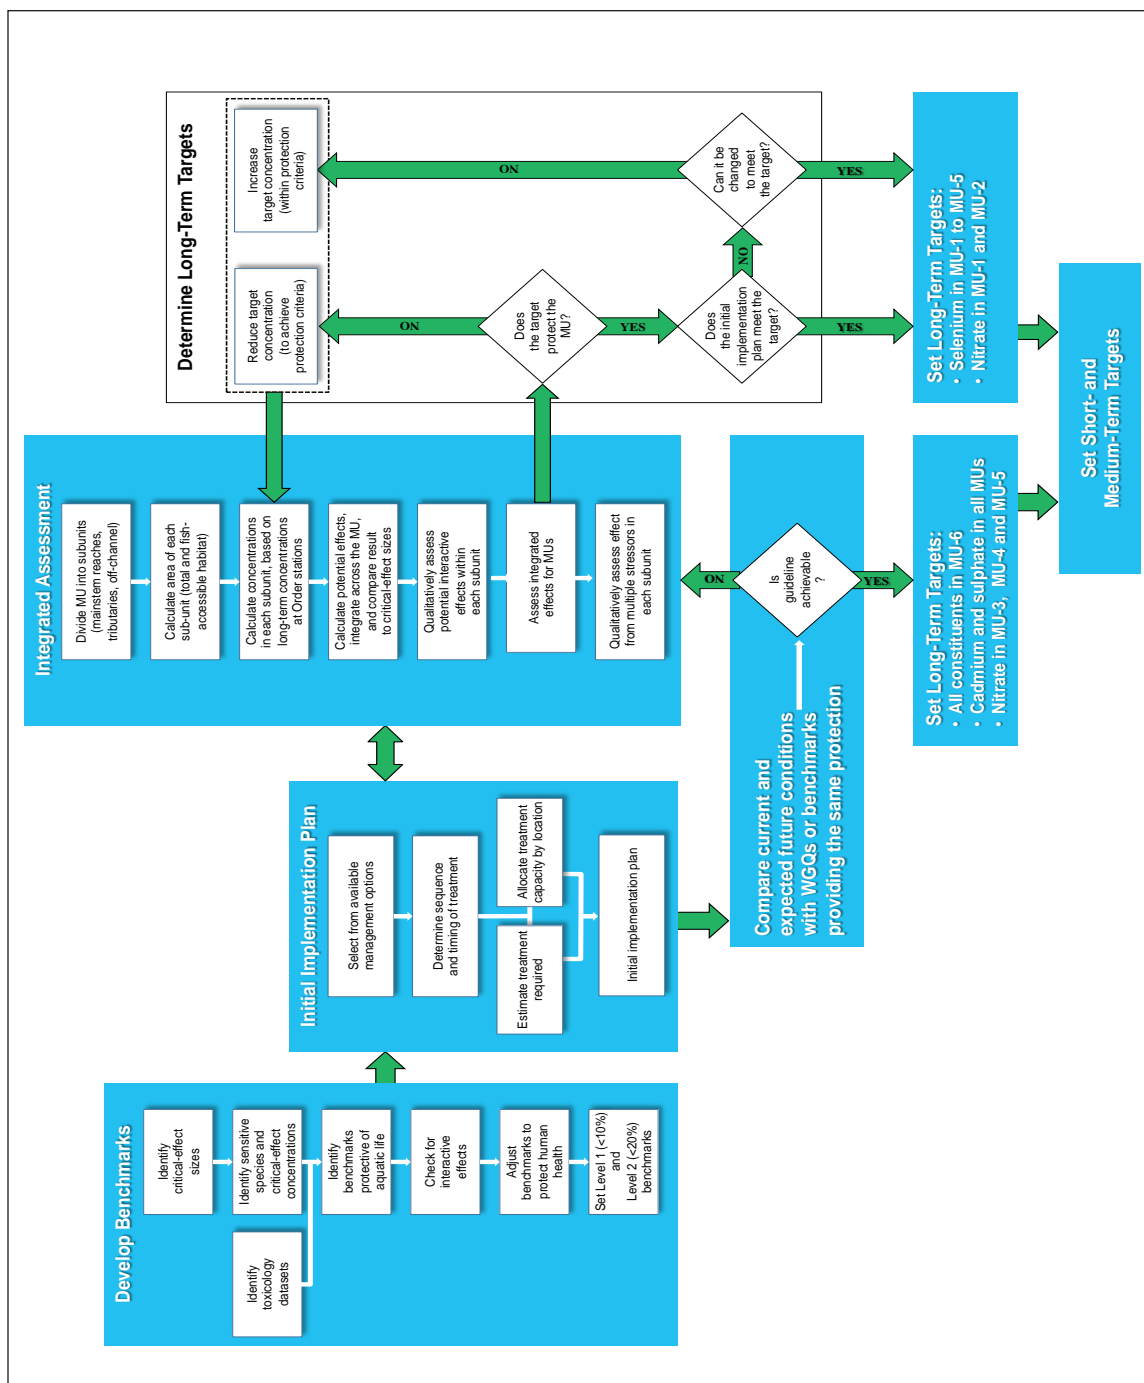 Develop Benchmarks
Identify
critical-effect
sizes
Identify
toxicology
datasets
Identify sensitive
species and
critical-effect
concentrations
Identify
benchmarks
protective of
aquatic life
Check for
interactive
effects
Adjust
benchmarks to
protect human
health
Set Level 1 (<10%)
and
Level 2 (<20%)
benchmarks
Initial Implementation Plan
Select from available
management options
Determine sequence
and timing of treatment
Estimate treatment
required
Allocate treatment
capacity by location
Initial implementation plan
Integrated Assessment
Divide MU into subunits
(mainstem reaches,
tributaries, off-channel)
Calculate area of each
sub-unit (total and fish-
accessible habitat)
Calculate concentrations
in each subunit, based on
long-term concentrations
at Order stations
Calculate potential effects,
integrate across the MU,
and compare result
to critical-effect sizes
Qualitatively assess
potential interactive
effects within
each subunit
Assess integrated
effects for MUs
Qualitatively assess effect
from multiple stressors in
each subunit
Determine Long-Term Targets
Reduce target
concentration
(to achieve
protection criteria)
Increase
target concentration
(within protection
criteria)
NO
NO
Does
the target
protect the
MU?
YES
Does
the initial
implementation
plan meet the
target?
NO
Can it be
changed
to meet
the target?
YES
YES
Compare current and
expected future conditions
with WGQs or benchmarks
providing the same protection
NO
Is
guideline
achievable
?
YES
Set Long-Term Targets:
• All constituents in MU-6
• Cadmium and sulphate in all MUs
• Nitrate in MU-3, MU-4 and MU-5
Set Long-Term Targets:
• Selenium in MU-1 to MU-5
• Nitrate in MU-1 and MU-2
Set Short- and
Medium-Term Targets